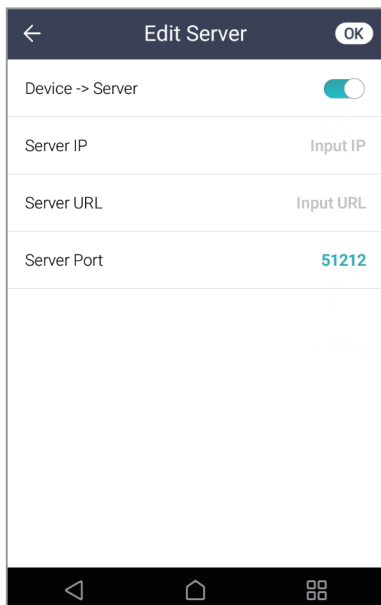 Edit Server
OK
Device -> Server
Server IP Input IP
Server URL Input URL
Server Port 51212